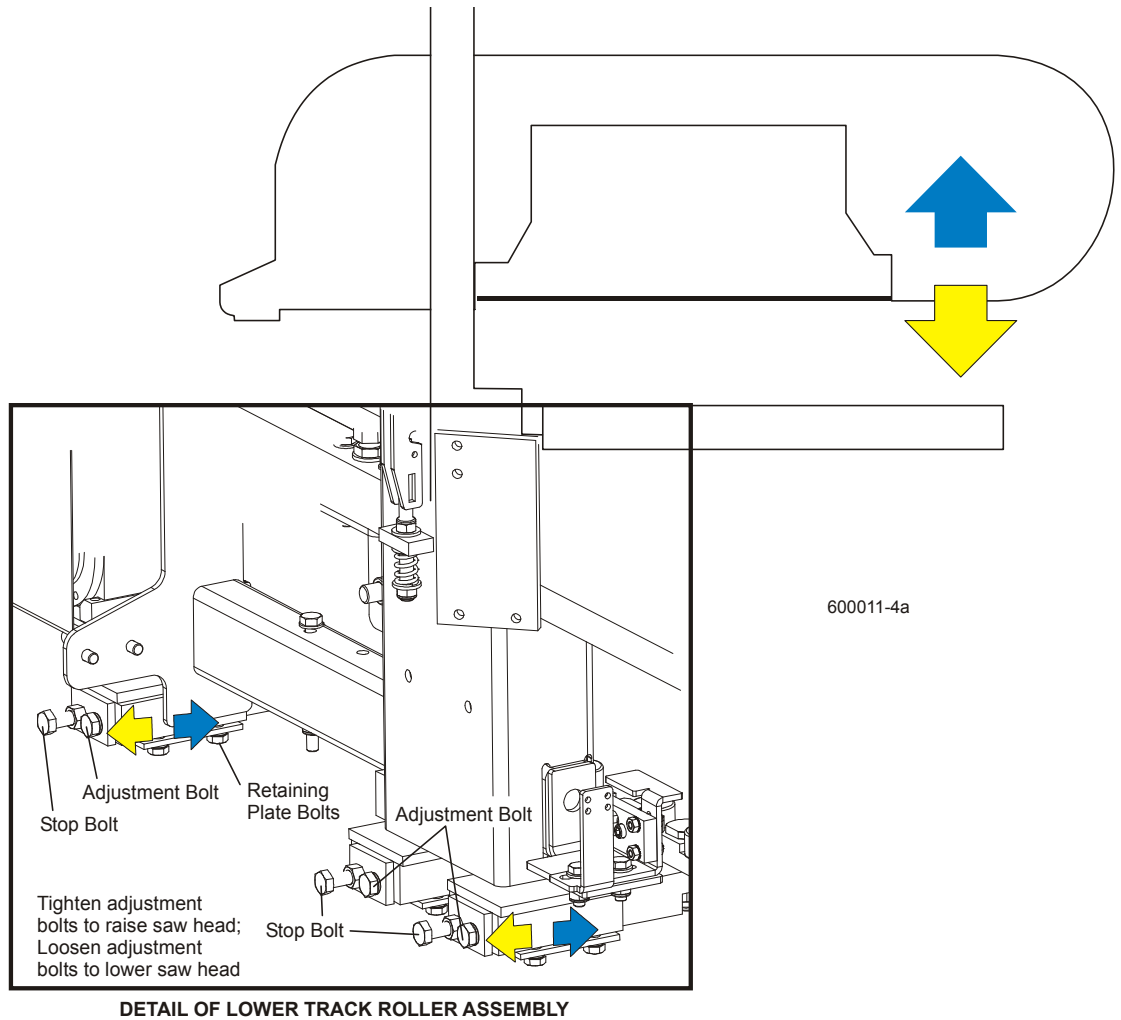 600011-4a
Adjustment Bolt
Stop Bolt
Retaining
Plate Bolts
Adjustment Bolt
Stop Bolt
Tighten adjustment
bolts to raise saw head;
Loosen adjustment
bolts to lower saw head
DETAIL OF LOWER TRACK ROLLER ASSEMBLY